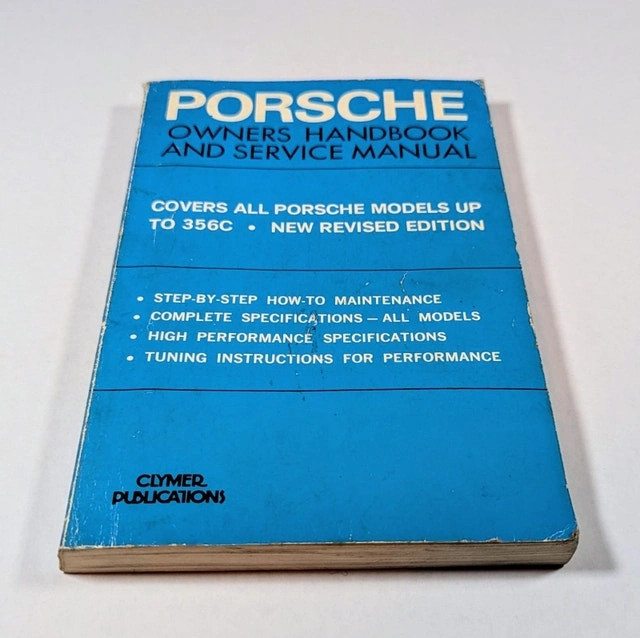 PORSCHE
OWNERS HANDBOOK
AND SERVICE MANUAL
COVERS ALL PORSCHE MODELS UP
TO 356C • NEW REVISED EDITION
• STEP-BY-STEP HOW-TO MAINTENANCE
• COMPLETE SPECIFICATIONS — ALL MODELS
• HIGH PERFORMANCE SPECIFICATIONS
• TUNING INSTRUCTIONS FOR PERFORMANCE
CLYMER
PUBLICATIONS